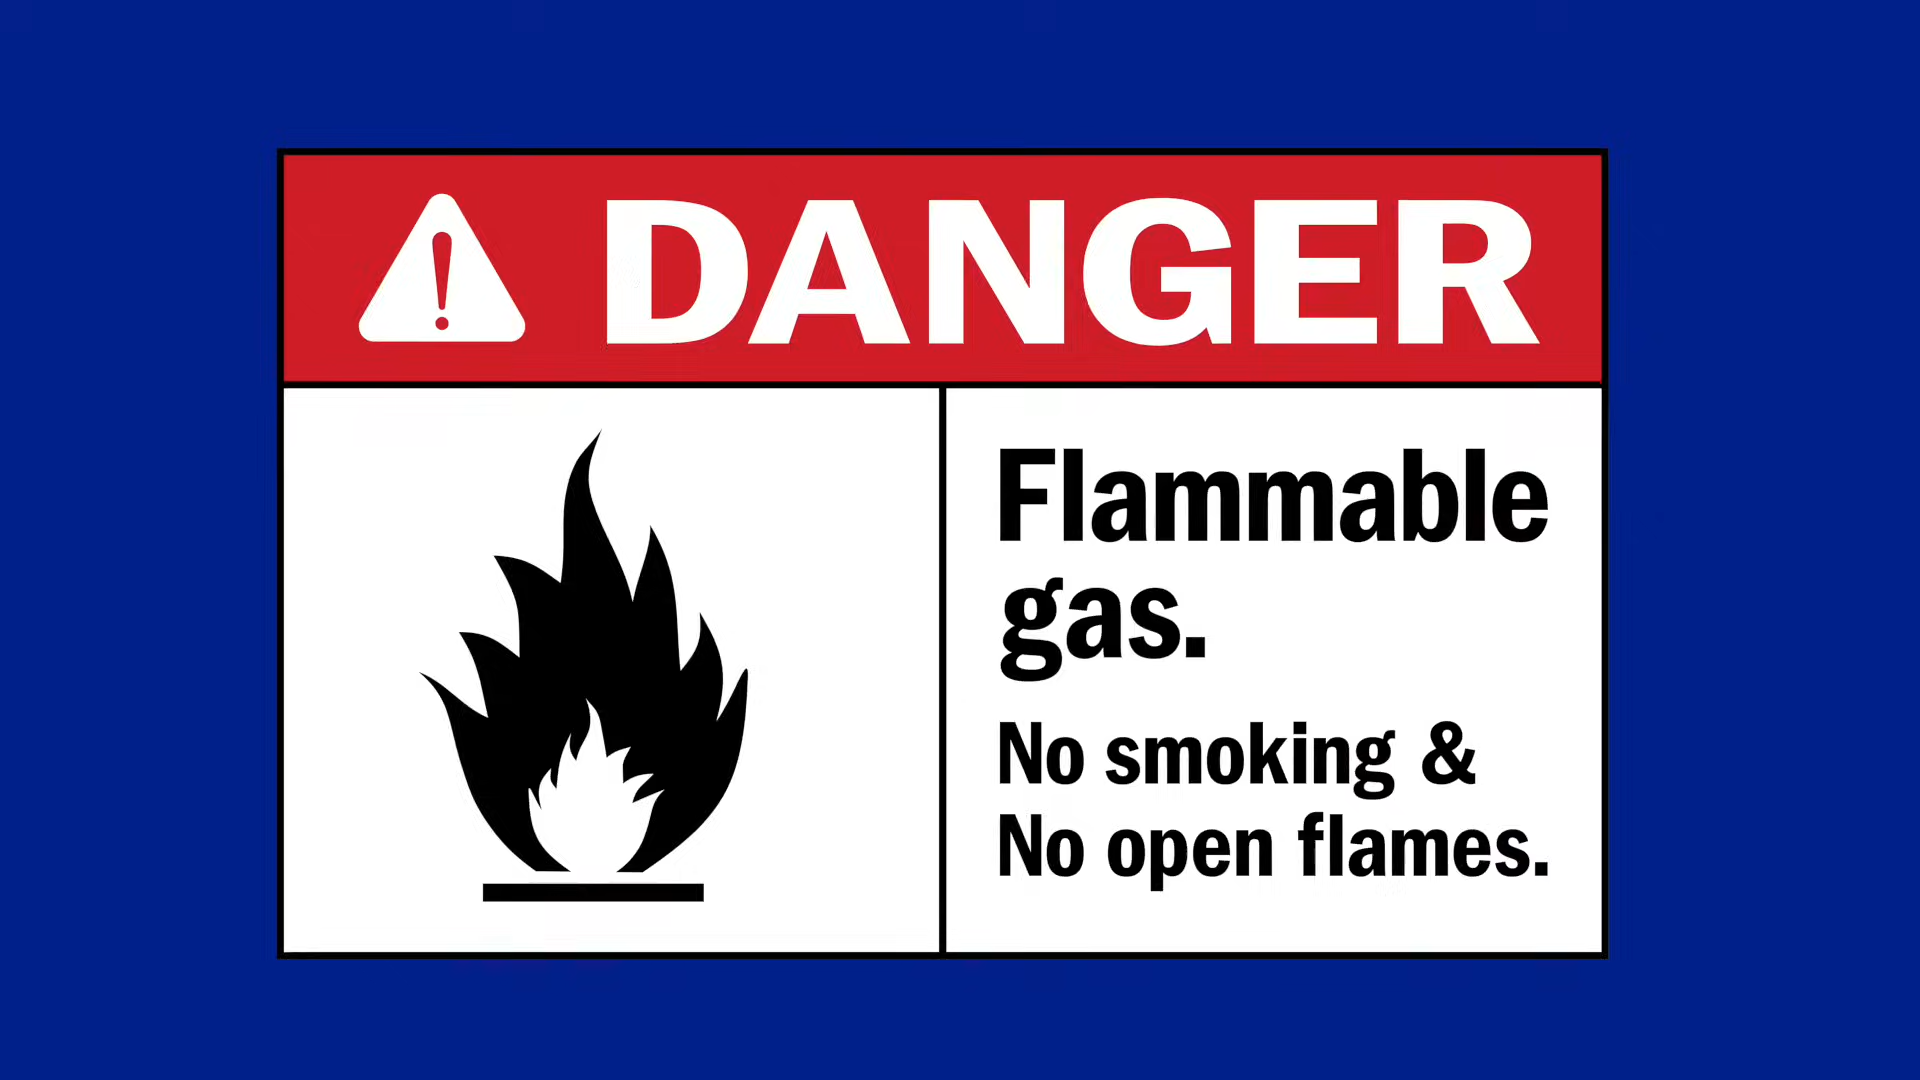 DANGER
Flammable
gas.
No smoking &
No open flames.